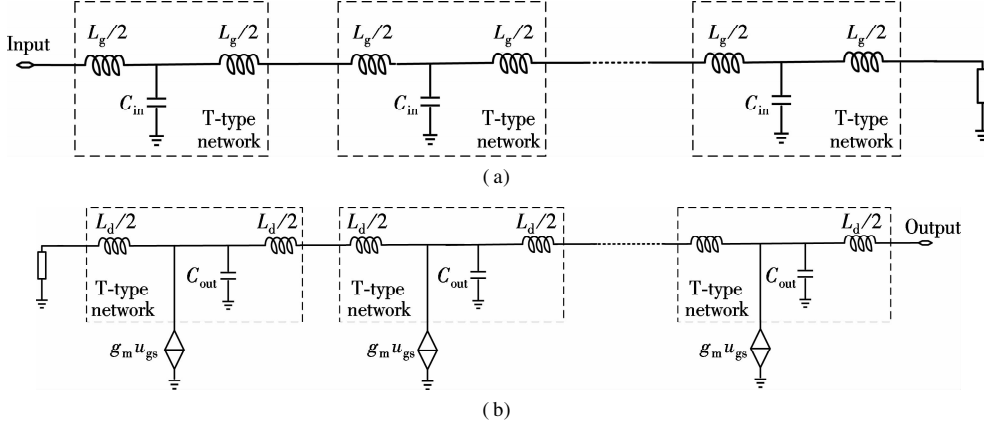 L_g/2 L_g/2 L_g/2 L_g/2 L_g/2 L_g/2
Input
C_in C_in C_in
T-type network T-type network T-type network
(a)
L_d/2 L_d/2 L_d/2 L_d/2 L_d/2 Output
C_out C_out C_out
T-type network T-type network T-type network
g_m u_gs g_m u_gs g_m u_gs
(b)